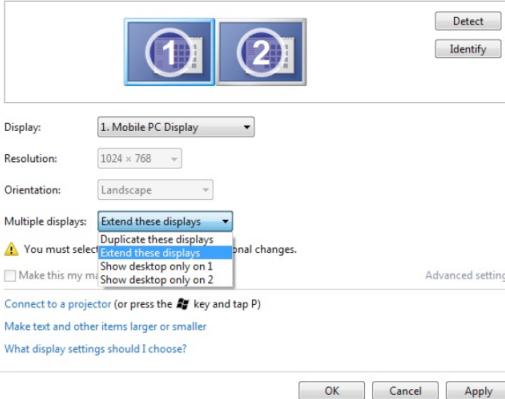 1 2
Detect
Identify
Display: 1. Mobile PC Display
Resolution: 1024 × 768
Orientation: Landscape
Multiple displays: Extend these displays
Duplicate these displays
Extend these displays
Show desktop only on 1
Show desktop only on 2
You must select onal changes.
Make this my ma Advanced setting
Connect to a projector (or press the key and tap P)
Make text and other items larger or smaller
What display settings should I choose?
OK Cancel Apply